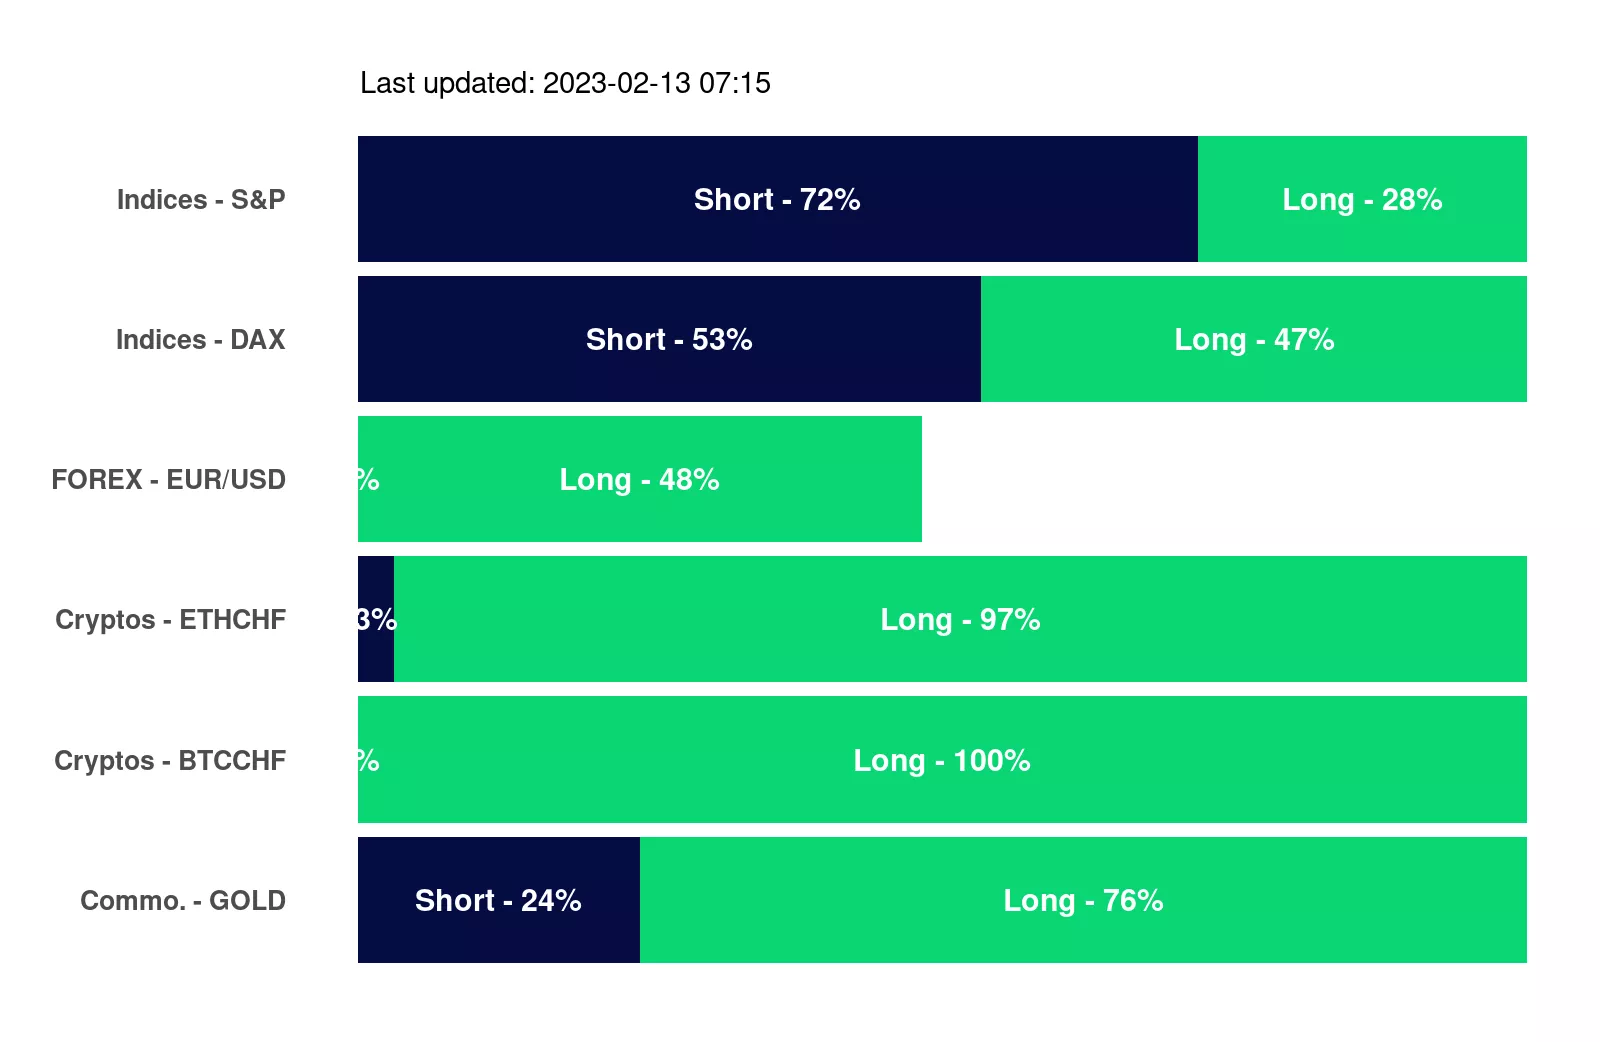 Last updated: 2023-02-13 07:15
Indices - S&P
Short - 72%
Long - 28%
Indices - DAX
Short - 53%
Long - 47%
FOREX - EUR/USD
%
Long - 48%
Cryptos - ETHCHF
3%
Long - 97%
Cryptos - BTCCHF
%
Long - 100%
Commo. - GOLD
Short - 24%
Long - 76%